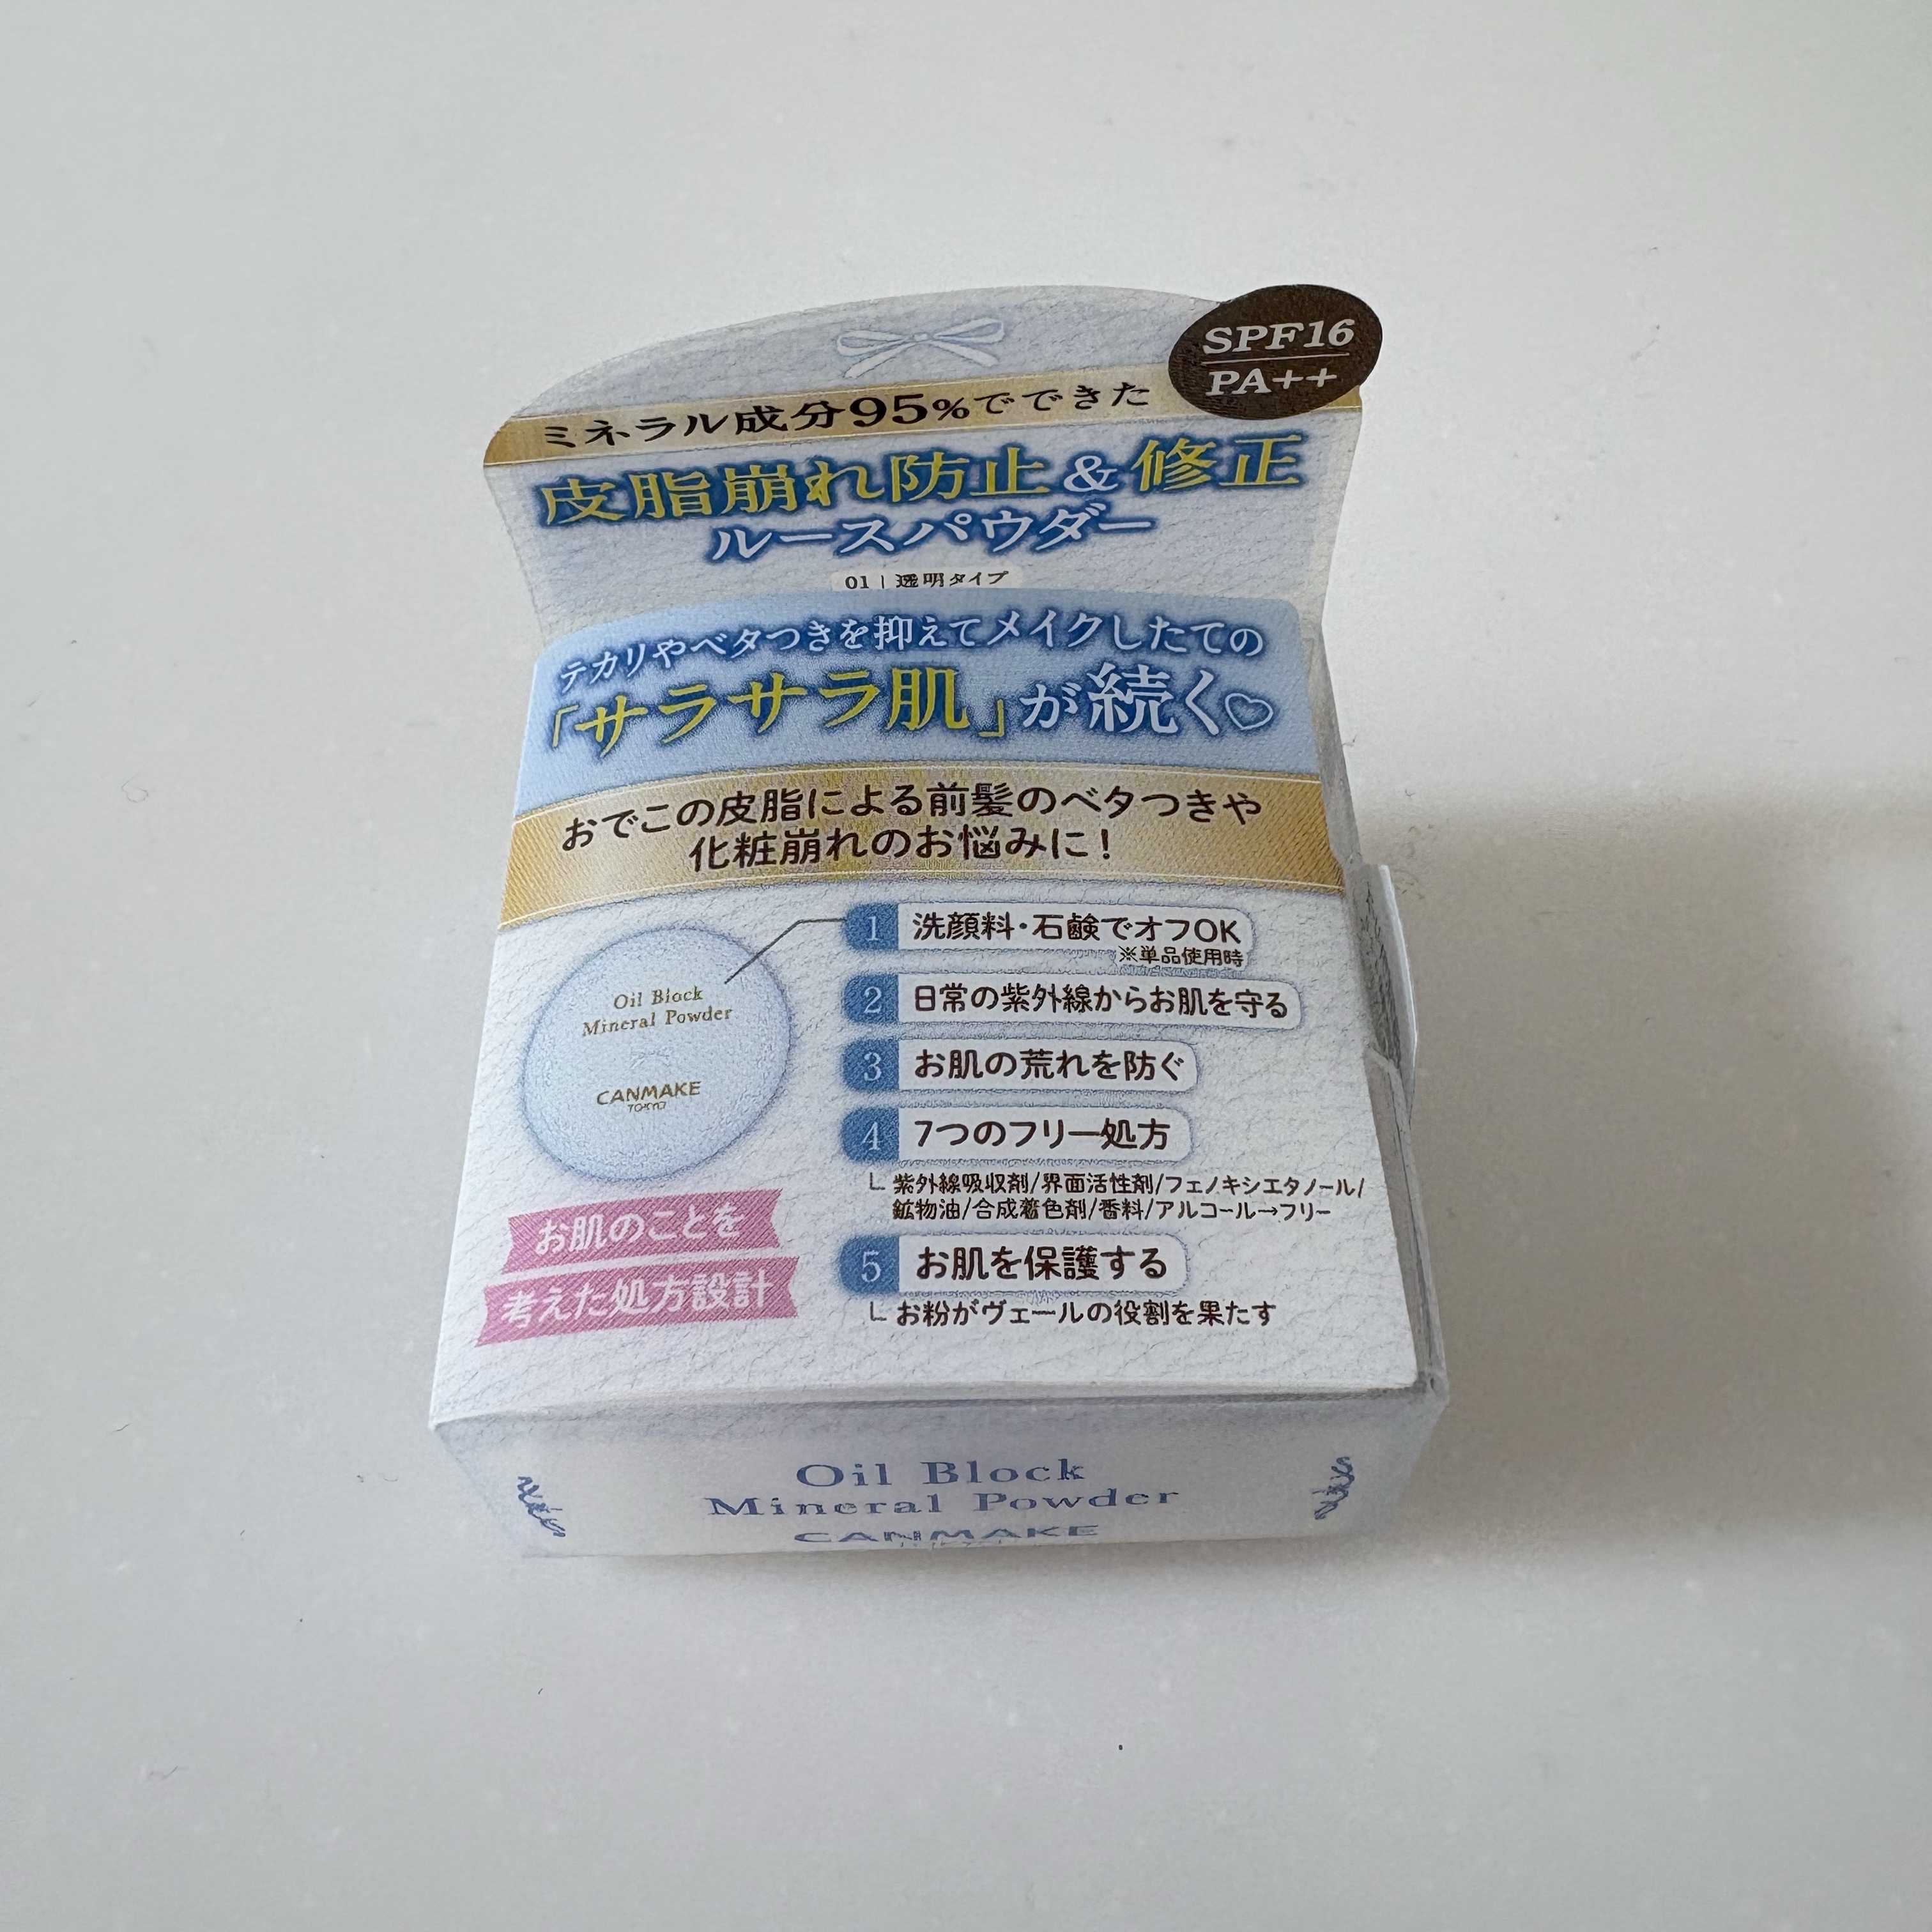 SPF16
PA++
ミネラル成分95%でできた
皮脂崩れ防止&修正
ルースパウダー
01 | 透明タイプ
テカリやベタつきを抑えてメイクしたての
「サラサラ肌」が続く♡
おでこの皮脂による前髪のベタつきや
化粧崩れのお悩みに!
Oil Block
Mineral Powder
CANMAKE
TOKYO
1 洗顔料・石鹸でオフOK
※単品使用時
2 日常の紫外線からお肌を守る
3 お肌の荒れを防ぐ
4 7つのフリー処方
└ 紫外線吸収剤/界面活性剤/フェノキシエタノール/
鉱物油/合成着色剤/香料/アルコール→フリー
5 お肌を保護する
└ お粉がヴェールの役割を果たす
お肌のことを
考えた処方設計
Oil Block
Mineral Powder
CANMAKE